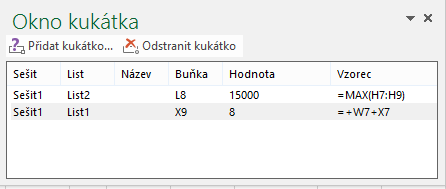 Okno kukátka
Přidat kukátko... Odstranit kukátko
Sešit List Název Buňka Hodnota Vzorec
Sešit1 List2 L8 15000 =MAX(H7:H9)
Sešit1 List1 X9 8 =+W7+X7